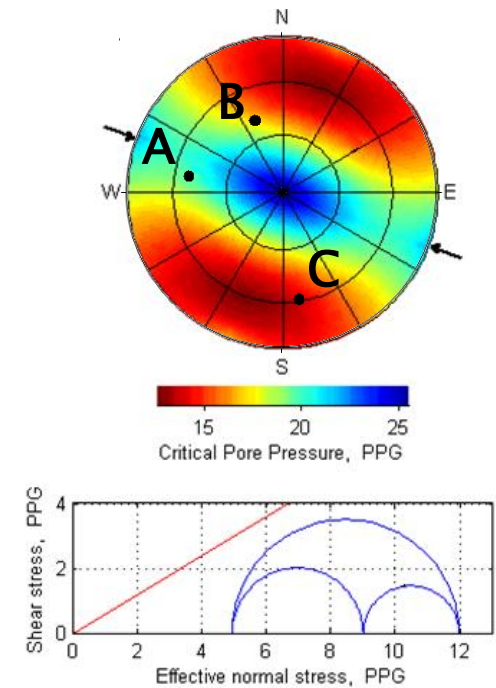 N
B
A
W E
C
S
15 20 25
Critical Pore Pressure, PPG
4
2
0
Shear stress, PPG
0 2 4 6 8 10 12
Effective normal stress, PPG